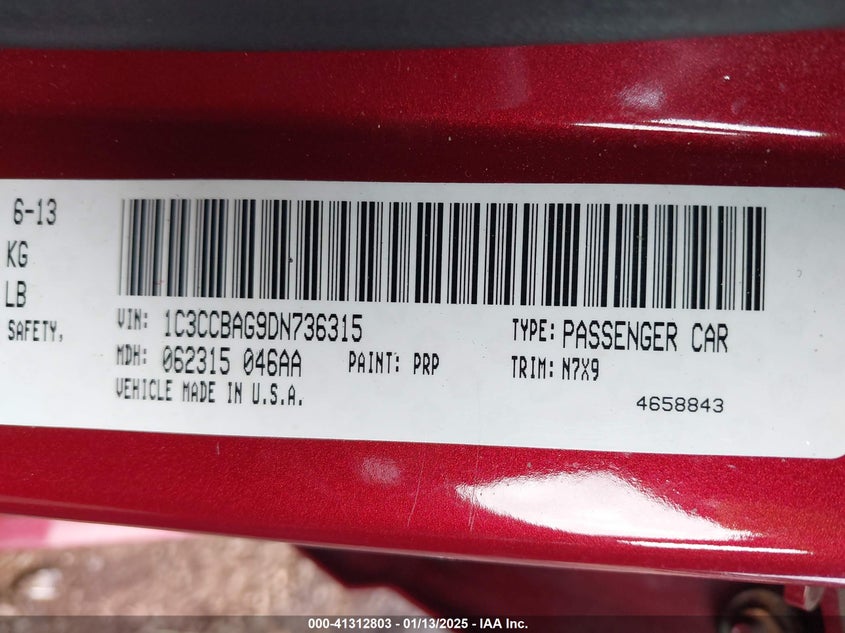 6-13
KG
LB
SAFETY,
VIN: 1C3CCBAG9DN736315 TYPE: PASSENGER CAR
MDH: 062315 046AA PAINT: PRP TRIM: N7X9
VEHICLE MADE IN U.S.A. 4658843
000-41312803 — 01/13/2025 — IAA Inc.